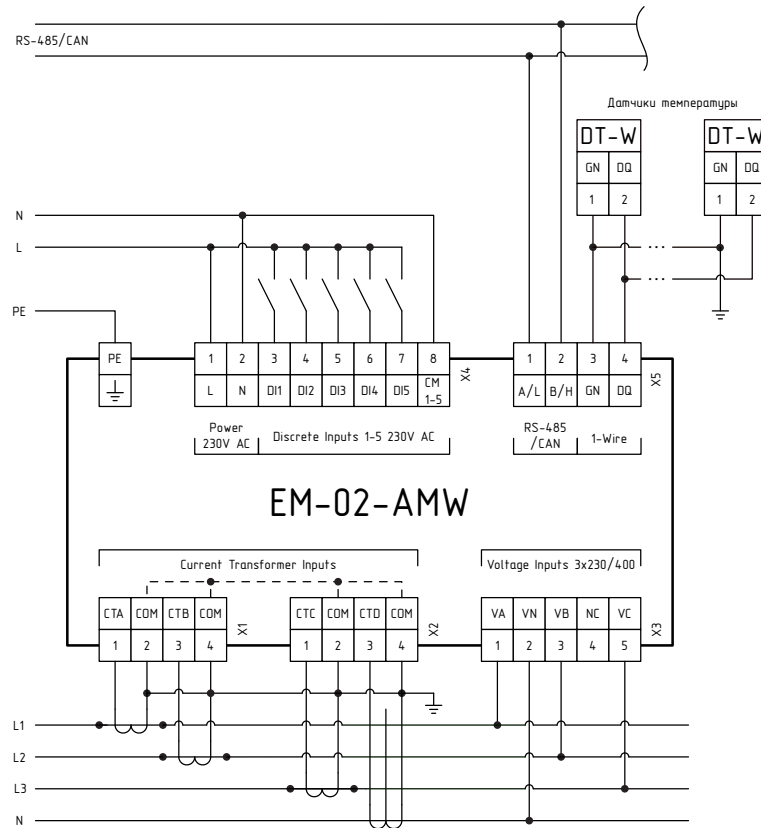 RS-485/CAN
Датчики температуры
DT-W DT-W
GN DQ GN DQ
1 2 1 2
N
L
PE
PE 1 2 3 4 5 6 7 8 X4 1 2 3 4 X5
L N DI1 DI2 DI3 DI4 DI5 CM 1-5 A/L B/H GN DQ
Power 230V AC
Discrete Inputs 1-5 230V AC
RS-485 /CAN
1-Wire
EM-02-AMW
Current Transformer Inputs
Voltage Inputs 3x230/400
CTA COM CTB COM X1 CTC COM CTD COM X2 VA VN VB NC VC X3
1 2 3 4 1 2 3 4 1 2 3 4 5
L1
L2
L3
N